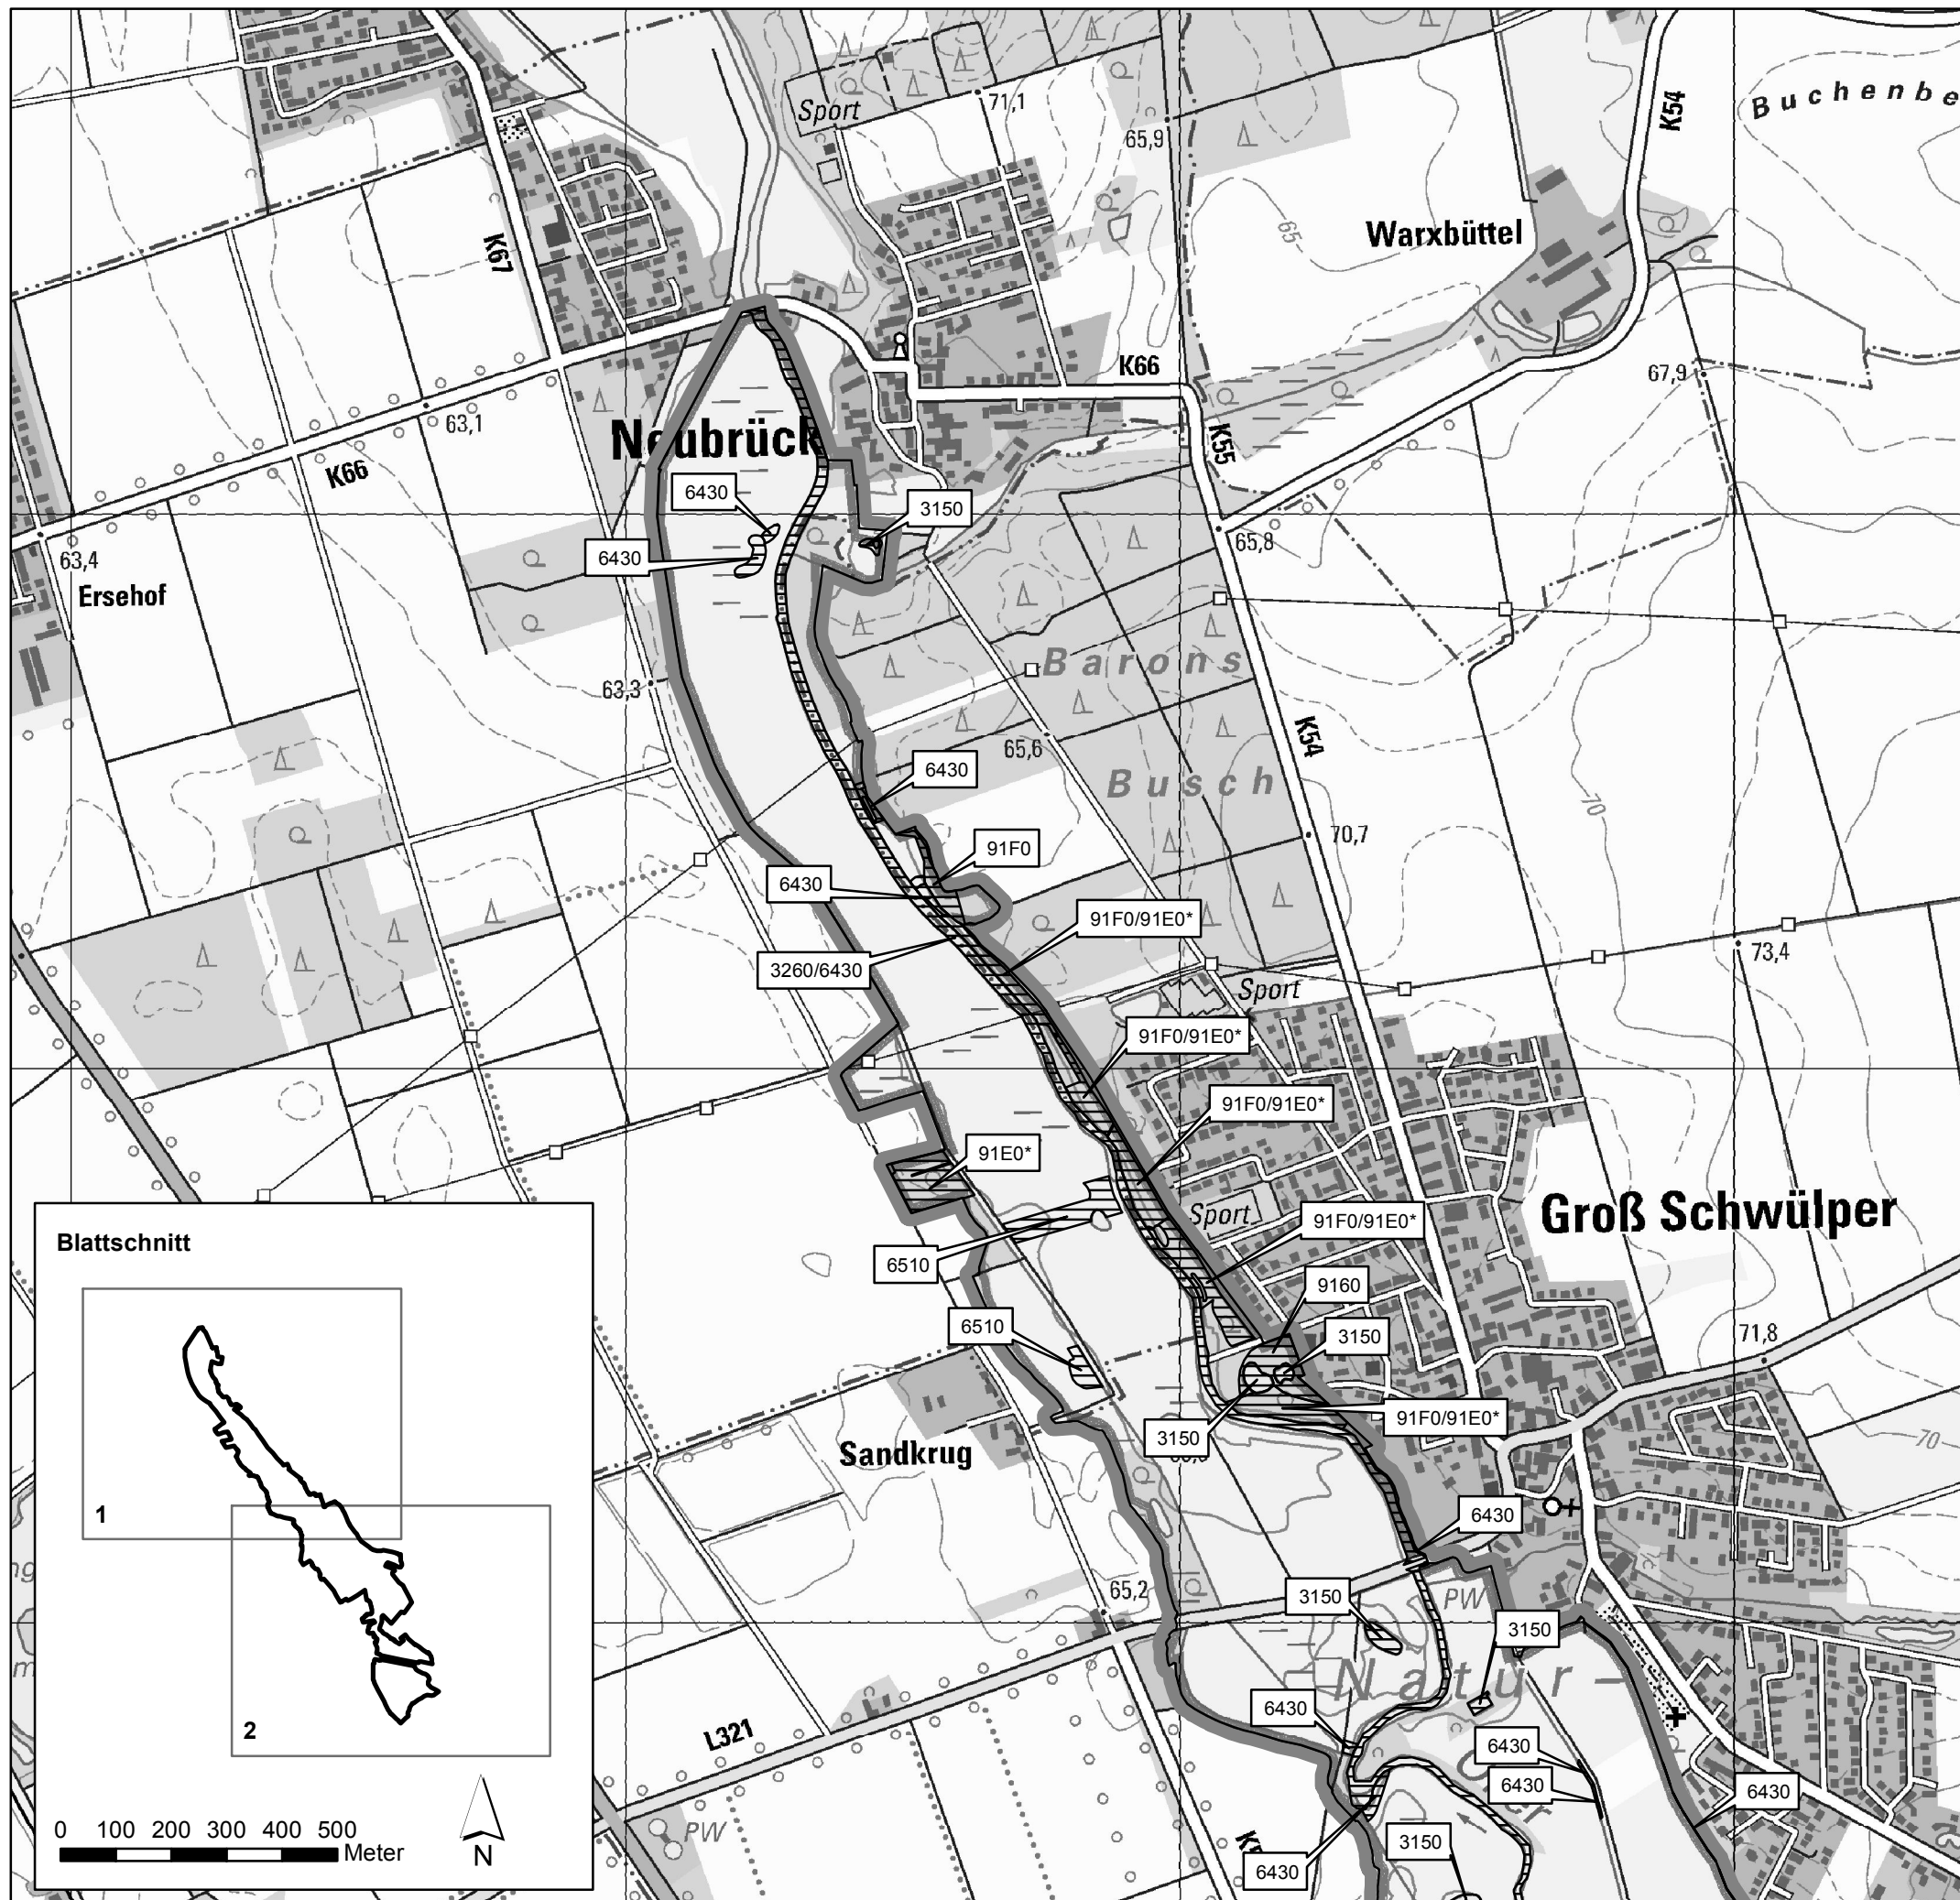 Buchenbe
K54
Sport
71,1
65,9
65
Warxbüttel
K67
K66
67,9
63,1
Neubrück
K55
K66
6430
3150
6430
65,8
63,4
Ersehof
Barons
63,3
65,6
K54
6430
Busch
70
70,7
91F0
6430
91F0/91E0*
3260/6430
73,4
Sport
91F0/91E0*
91F0/91E0*
91E0*
Groß Schwülper
Sport
91F0/91E0*
6510
9160
6510
3150
71,8
91F0/91E0*
3150
70
Sandkrug
6430
65,2
3150
PW
3150
Natur-
6430
L321
6430
6430
6430
PW
3150
6430
Blattschnitt
1
2
0 100 200 300 400 500
Meter
N